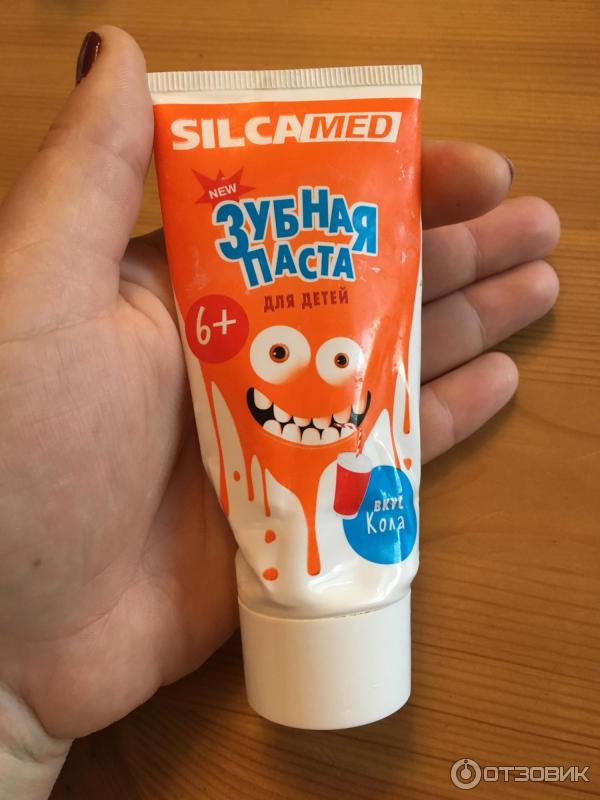 SILCAMED
NEW
ЗУБНАЯ
ПАСТА
ДЛЯ ДЕТЕЙ
6+
ВКУС
Кола
ОТЗОВИК